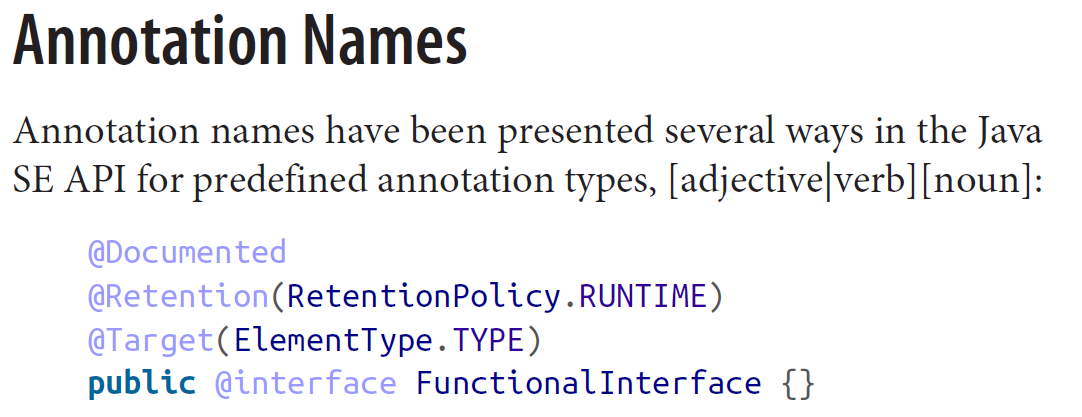 Annotation Names
Annotation names have been presented several ways in the Java
SE API for predefined annotation types, [adjective|verb][noun]:
@Documented
@Retention(RetentionPolicy.RUNTIME)
@Target(ElementType.TYPE)
public @interface FunctionalInterface {}